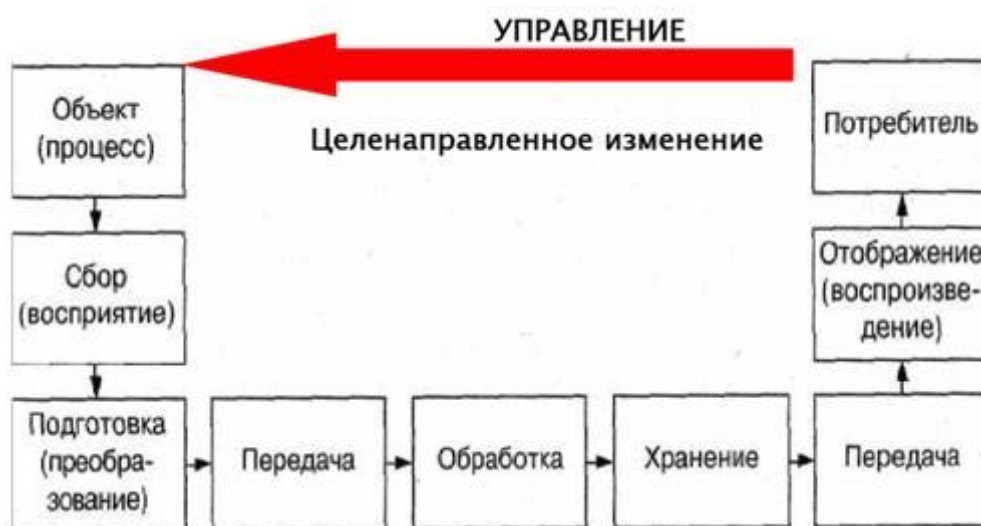 УПРАВЛЕНИЕ
Целенаправленное изменение
Объект
(процесс)
Сбор
(восприятие)
Подготовка
(преобра-
зование)
Передача
Обработка
Хранение
Передача
Отображение
(воспроизве-
дение)
Потребитель